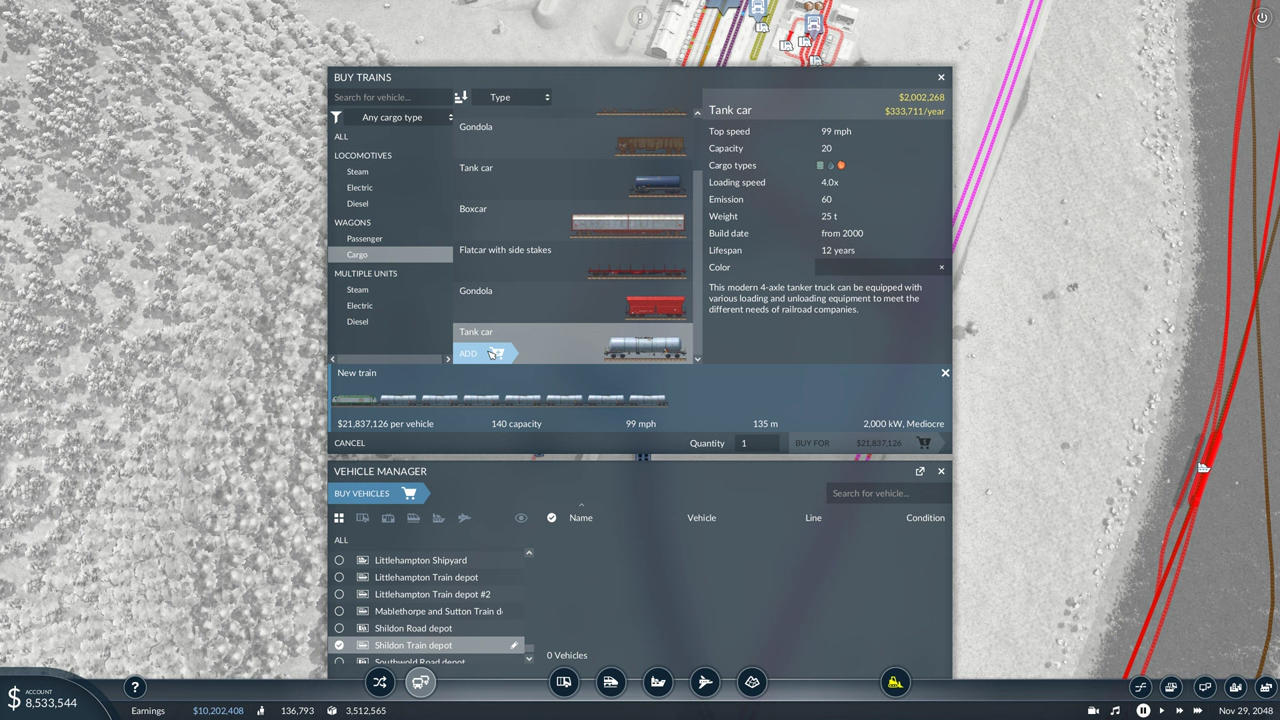 BUY TRAINS
Search for vehicle...
Type
Any cargo type
ALL
LOCOMOTIVES
Steam
Electric
Diesel
WAGONS
Passenger
Cargo
MULTIPLE UNITS
Steam
Electric
Diesel
Gondola
Tank car
Boxcar
Flatcar with side stakes
Gondola
Tank car
ADD
Tank car
$2,002,268
$333,711/year
Top speed 99 mph
Capacity 20
Cargo types
Loading speed 4.0x
Emission 60
Weight 25 t
Build date from 2000
Lifespan 12 years
Color
This modern 4-axle tanker truck can be equipped with
various loading and unloading equipment to meet the
different needs of railroad companies.
New train
$21,837,126 per vehicle 140 capacity 99 mph 135 m 2,000 kW, Mediocre
CANCEL Quantity 1 BUY FOR $21,837,126
VEHICLE MANAGER
BUY VEHICLES
Search for vehicle...
Name Vehicle Line Condition
ALL
Littlehampton Shipyard
Littlehampton Train depot
Littlehampton Train depot #2
Mablethorpe and Sutton Train d
Shildon Road depot
Shildon Train depot
Southwold Road depot
0 Vehicles
$ ACCOUNT
8,533,544
?
Earnings $10,202,408 136,793 3,512,565
Nov 29, 2048